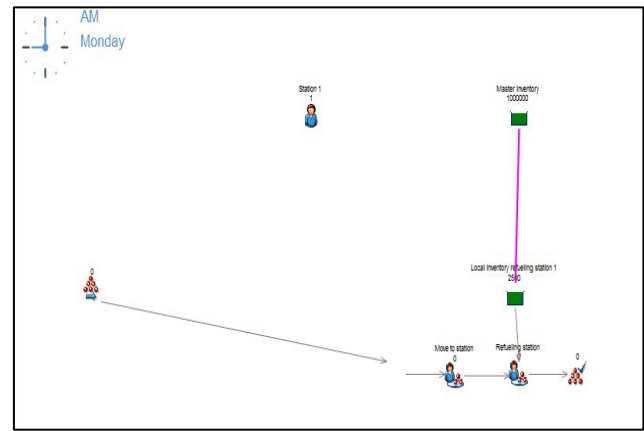 AM
Monday
Station 1
1
Master Inventory
1000000
Local Inventory refueling station 1
2500
0
Move to station
0
Refueling station
0